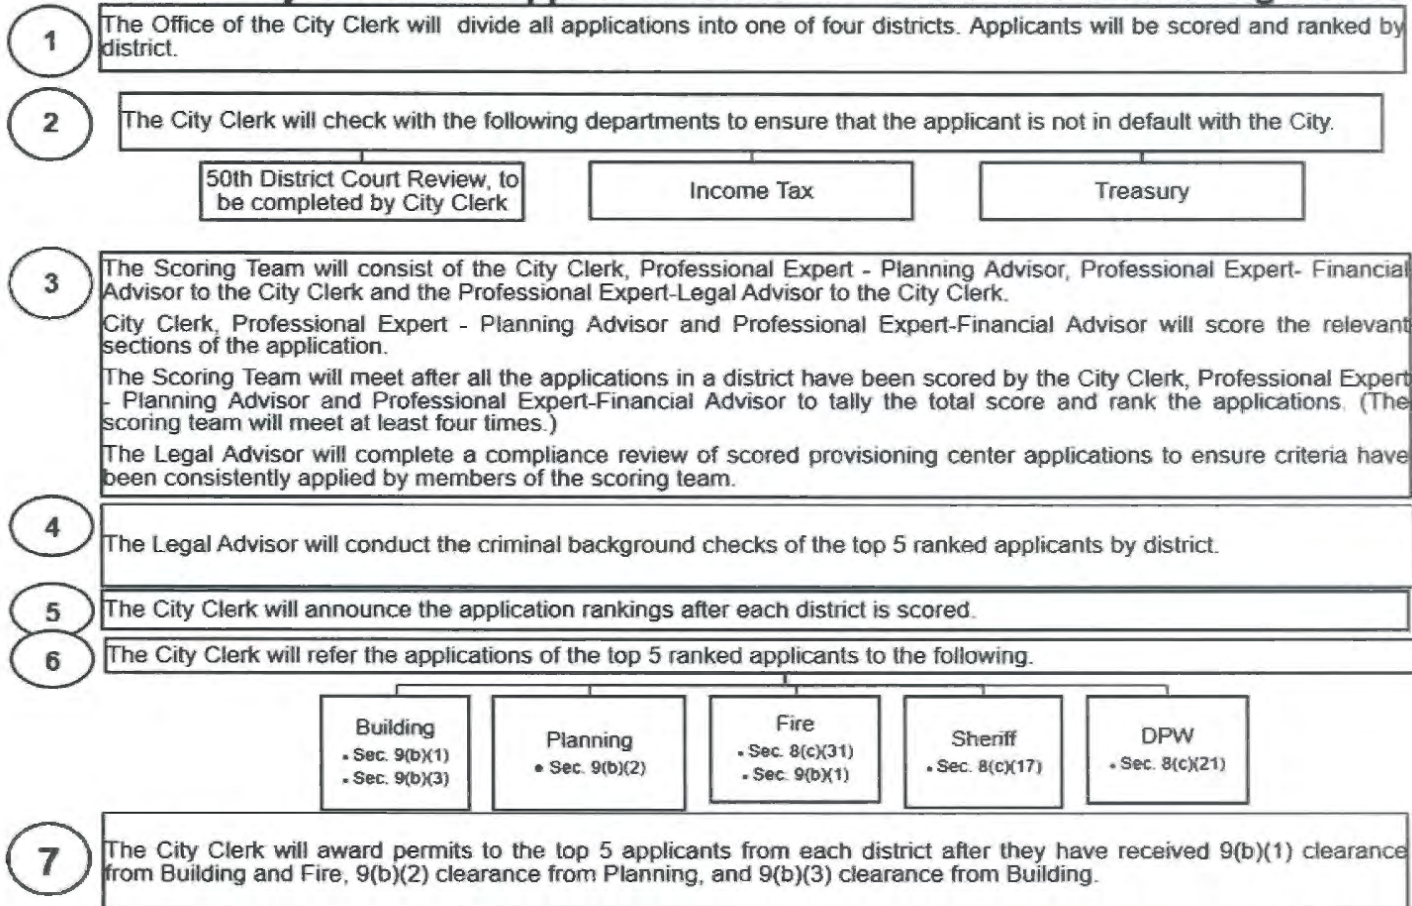 1
The Office of the City Clerk will divide all applications into one of four districts. Applicants will be scored and ranked by
district.
2
The City Clerk will check with the following departments to ensure that the applicant is not in default with the City.
50th District Court Review, to
be completed by City Clerk
Income Tax
Treasury
3
The Scoring Team will consist of the City Clerk, Professional Expert - Planning Advisor, Professional Expert- Financial
Advisor to the City Clerk and the Professional Expert-Legal Advisor to the City Clerk.
City Clerk, Professional Expert - Planning Advisor and Professional Expert-Financial Advisor will score the relevant
sections of the application.
The Scoring Team will meet after all the applications in a district have been scored by the City Clerk, Professional Expert
- Planning Advisor and Professional Expert-Financial Advisor to tally the total score and rank the applications. (The
scoring team will meet at least four times.)
The Legal Advisor will complete a compliance review of scored provisioning center applications to ensure criteria have
been consistently applied by members of the scoring team.
4
The Legal Advisor will conduct the criminal background checks of the top 5 ranked applicants by district.
5
The City Clerk will announce the application rankings after each district is scored.
6
The City Clerk will refer the applications of the top 5 ranked applicants to the following.
Building
• Sec. 9(b)(1)
• Sec. 9(b)(3)
Planning
• Sec. 9(b)(2)
Fire
• Sec. 8(c)(31)
• Sec. 9(b)(1)
Sheriff
• Sec. 8(c)(17)
DPW
• Sec. 8(c)(21)
7
The City Clerk will award permits to the top 5 applicants from each district after they have received 9(b)(1) clearance
from Building and Fire, 9(b)(2) clearance from Planning, and 9(b)(3) clearance from Building.